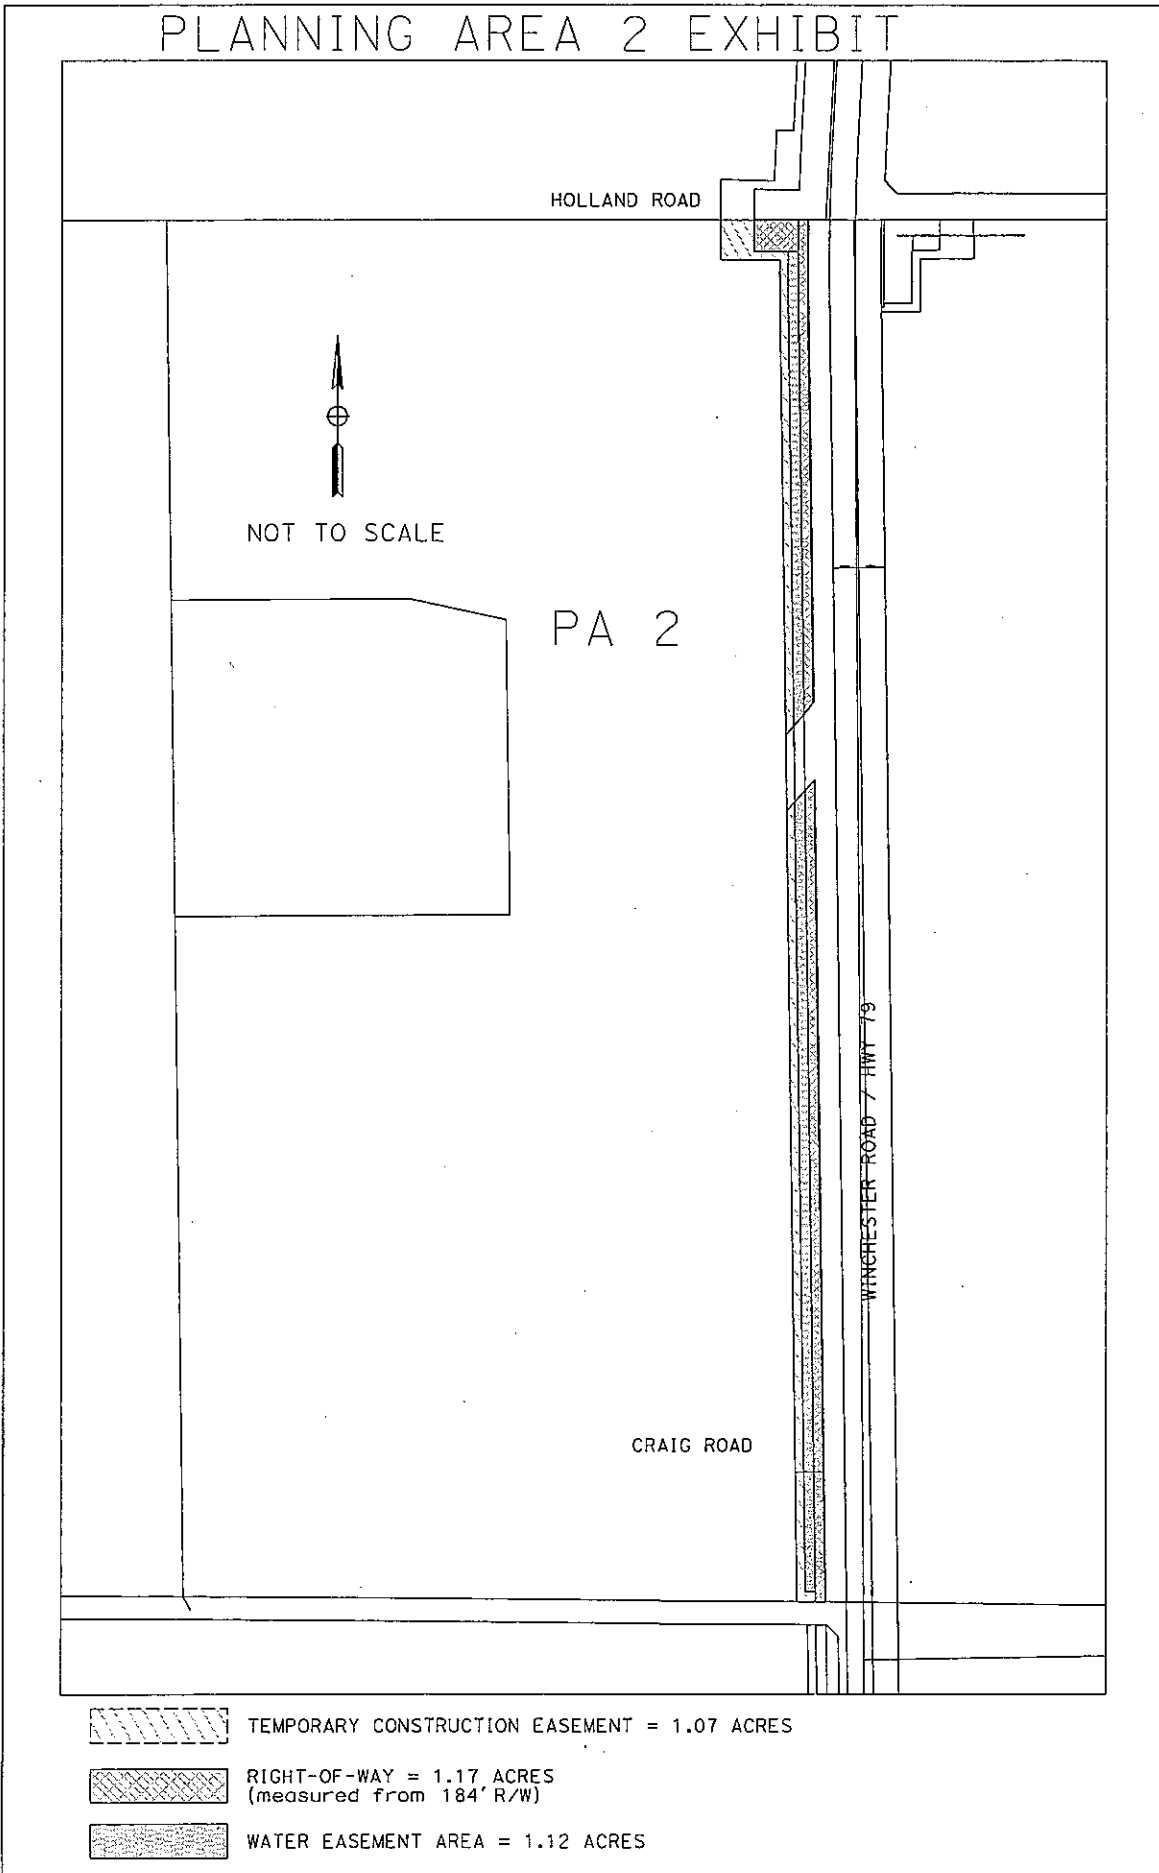 PLANNING AREA 2 EXHIBIT
HOLLAND ROAD
NOT TO SCALE
PA 2
WINCHESTER ROAD / HWY 79
CRAIG ROAD
TEMPORARY CONSTRUCTION EASEMENT = 1.07 ACRES
RIGHT-OF-WAY = 1.17 ACRES
(measured from 184' R/W)
WATER EASEMENT AREA = 1.12 ACRES